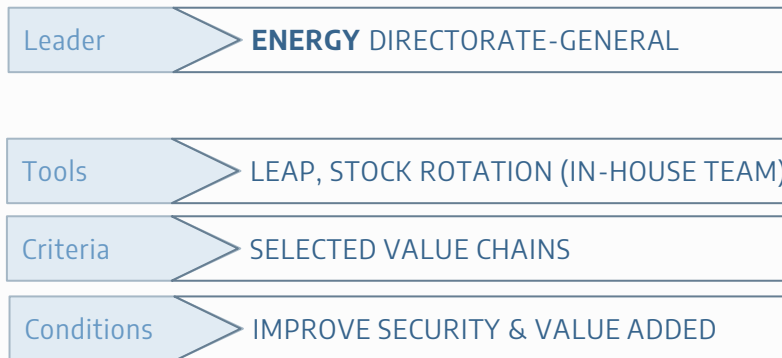 Leader ENERGY DIRECTORATE-GENERAL
Tools LEAP, STOCK ROTATION (IN-HOUSE TEAM)
Criteria SELECTED VALUE CHAINS
Conditions IMPROVE SECURITY & VALUE ADDED